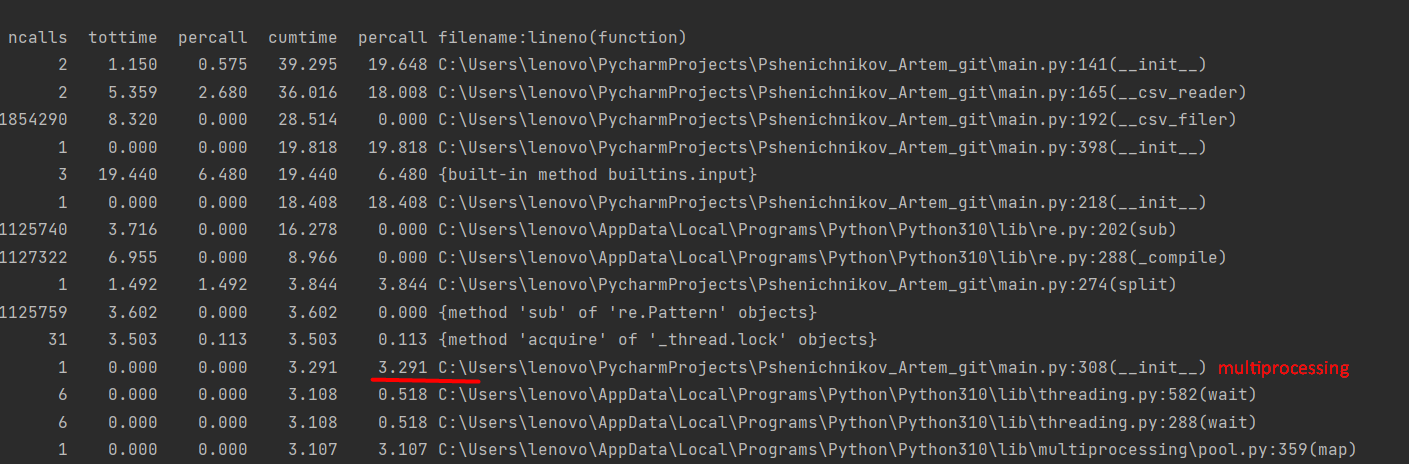 ncalls tottime percall cumtime percall filename:lineno(function)
2 1.150 0.575 39.295 19.648 C:\Users\lenovo\PycharmProjects\Pshenichnikov_Artem_git\main.py:141(__init__)
2 5.359 2.680 36.016 18.008 C:\Users\lenovo\PycharmProjects\Pshenichnikov_Artem_git\main.py:165(__csv_reader)
1854290 8.320 0.000 28.514 0.000 C:\Users\lenovo\PycharmProjects\Pshenichnikov_Artem_git\main.py:192(__csv_filer)
1 0.000 0.000 19.818 19.818 C:\Users\lenovo\PycharmProjects\Pshenichnikov_Artem_git\main.py:398(__init__)
3 19.440 6.480 19.440 6.480 {built-in method builtins.input}
1 0.000 0.000 18.408 18.408 C:\Users\lenovo\PycharmProjects\Pshenichnikov_Artem_git\main.py:218(__init__)
1125740 3.716 0.000 16.278 0.000 C:\Users\lenovo\AppData\Local\Programs\Python\Python310\lib\re.py:202(sub)
1127322 6.955 0.000 8.966 0.000 C:\Users\lenovo\AppData\Local\Programs\Python\Python310\lib\re.py:288(_compile)
1 1.492 1.492 3.844 3.844 C:\Users\lenovo\PycharmProjects\Pshenichnikov_Artem_git\main.py:274(split)
1125759 3.602 0.000 3.602 0.000 {method 'sub' of 're.Pattern' objects}
31 3.503 0.113 3.503 0.113 {method 'acquire' of '_thread.lock' objects}
1 0.000 0.000 3.291 3.291 C:\Users\lenovo\PycharmProjects\Pshenichnikov_Artem_git\main.py:308(__init__) multiprocessing
6 0.000 0.000 3.108 0.518 C:\Users\lenovo\AppData\Local\Programs\Python\Python310\lib\threading.py:582(wait)
6 0.000 0.000 3.108 0.518 C:\Users\lenovo\AppData\Local\Programs\Python\Python310\lib\threading.py:288(wait)
1 0.000 0.000 3.107 3.107 C:\Users\lenovo\AppData\Local\Programs\Python\Python310\lib\multiprocessing\pool.py:359(map)